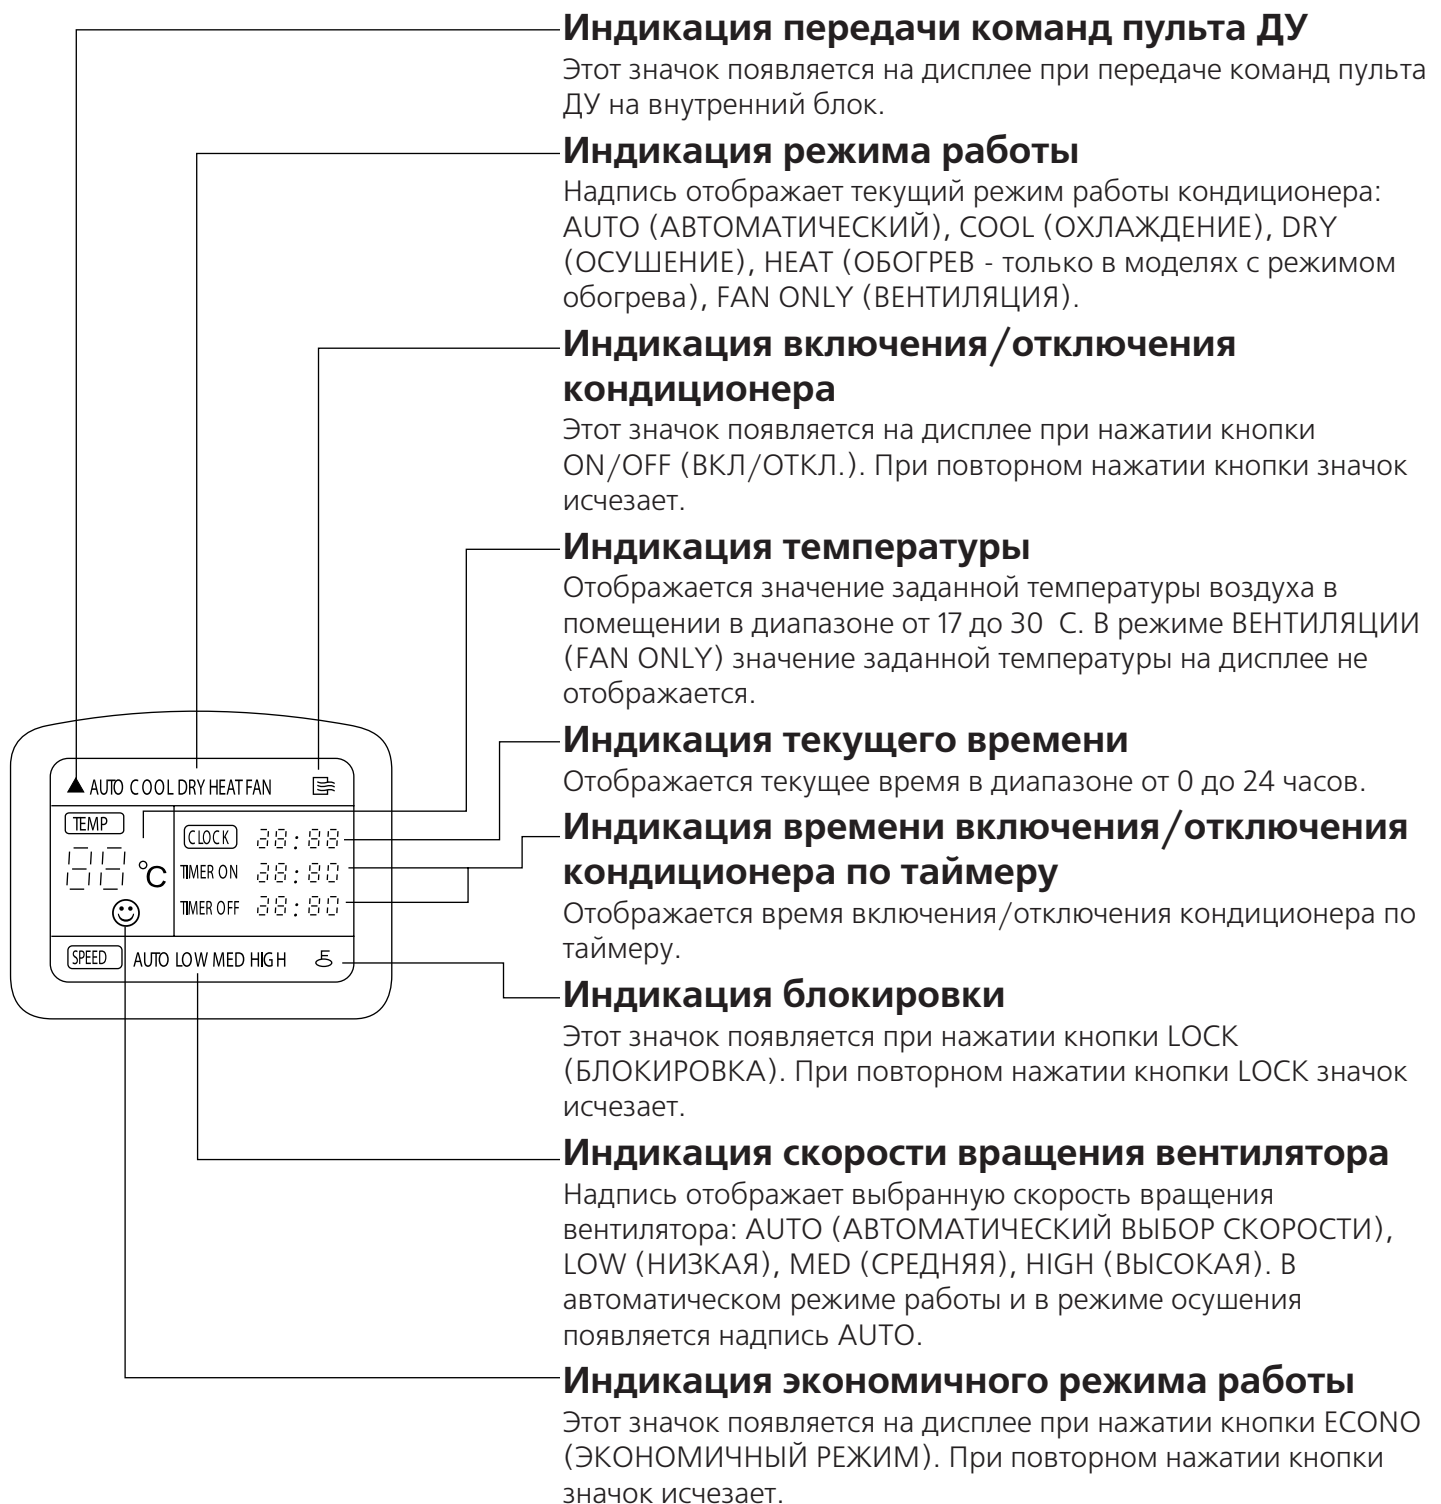 Индикация передачи команд пульта ДУ
Этот значок появляется на дисплее при передаче команд пульта
ДУ на внутренний блок.
Индикация режима работы
Надпись отображает текущий режим работы кондиционера:
AUTO (АВТОМАТИЧЕСКИЙ), COOL (ОХЛАЖДЕНИЕ), DRY
(ОСУШЕНИЕ), HEAT (ОБОГРЕВ - только в моделях с режимом
обогрева), FAN ONLY (ВЕНТИЛЯЦИЯ).
Индикация включения/отключения
кондиционера
Этот значок появляется на дисплее при нажатии кнопки
ON/OFF (ВКЛ/ОТКЛ.). При повторном нажатии кнопки значок
исчезает.
Индикация температуры
Отображается значение заданной температуры воздуха в
помещении в диапазоне от 17 до 30 С. В режиме ВЕНТИЛЯЦИИ
(FAN ONLY) значение заданной температуры на дисплее не
отображается.
Индикация текущего времени
Отображается текущее время в диапазоне от 0 до 24 часов.
Индикация времени включения/отключения
кондиционера по таймеру
Отображается время включения/отключения кондиционера по
таймеру.
Индикация блокировки
Этот значок появляется при нажатии кнопки LOCK
(БЛОКИРОВКА). При повторном нажатии кнопки LOCK значок
исчезает.
Индикация скорости вращения вентилятора
Надпись отображает выбранную скорость вращения
вентилятора: AUTO (АВТОМАТИЧЕСКИЙ ВЫБОР СКОРОСТИ),
LOW (НИЗКАЯ), MED (СРЕДНЯЯ), HIGH (ВЫСОКАЯ). В
автоматическом режиме работы и в режиме осушения
появляется надпись AUTO.
Индикация экономичного режима работы
Этот значок появляется на дисплее при нажатии кнопки ECONO
(ЭКОНОМИЧНЫЙ РЕЖИМ). При повторном нажатии кнопки
значок исчезает.
AUTO COOL DRY HEAT FAN
TEMP
88 °C
CLOCK 38:88
TIMER ON 38:80
TIMER OFF 38:80
SPEED AUTO LOW MED HIGH